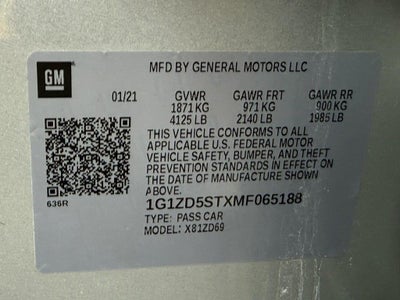 GM
MFD BY GENERAL MOTORS LLC
01/21 GVWR GAWR FRT GAWR RR
1871 KG 971 KG 900 KG
4125 LB 2140 LB 1985 LB
THIS VEHICLE CONFORMS TO ALL
APPLICABLE U.S. FEDERAL MOTOR
VEHICLE SAFETY, BUMPER, AND THEFT
PREVENTION STANDARDS IN EFFECT ON
THE DATE OF MANUFACTURE SHOWN
ABOVE.
636R
1G1ZD5STXMF065188
TYPE: PASS CAR
MODEL: X81ZD69